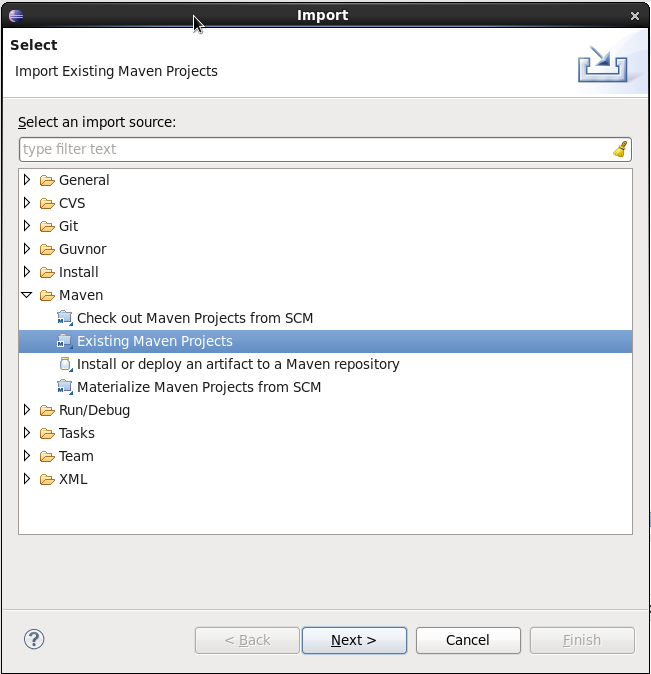 Import
Select
Import Existing Maven Projects
Select an import source:
type filter text
General
CVS
Git
Guvnor
Install
Maven
Check out Maven Projects from SCM
Existing Maven Projects
Install or deploy an artifact to a Maven repository
Materialize Maven Projects from SCM
Run/Debug
Tasks
Team
XML
? < Back Next > Cancel Finish